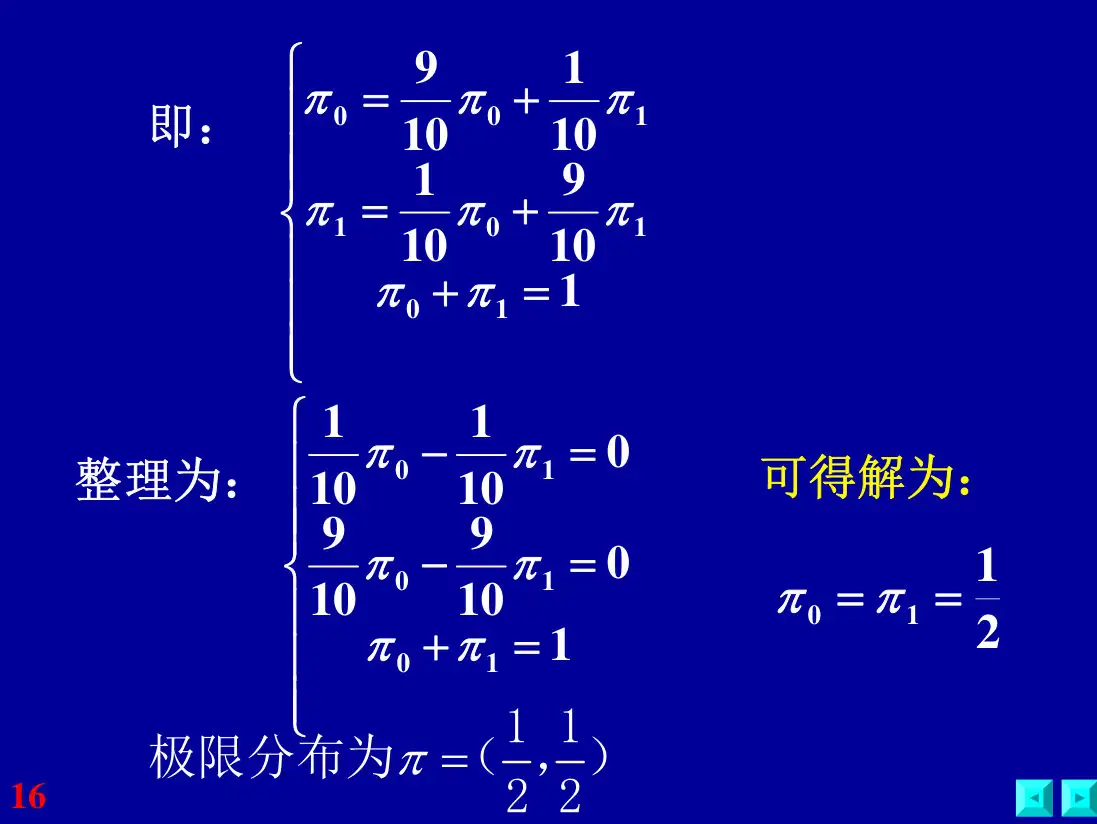 即：
π₀ = 9/10 π₀ + 1/10 π₁
π₁ = 1/10 π₀ + 9/10 π₁
π₀ + π₁ = 1
整理为：
1/10 π₀ − 1/10 π₁ = 0
9/10 π₀ − 9/10 π₁ = 0
π₀ + π₁ = 1
可得解为：
π₀ = π₁ = 1/2
极限分布为π =（1/2,1/2）
16